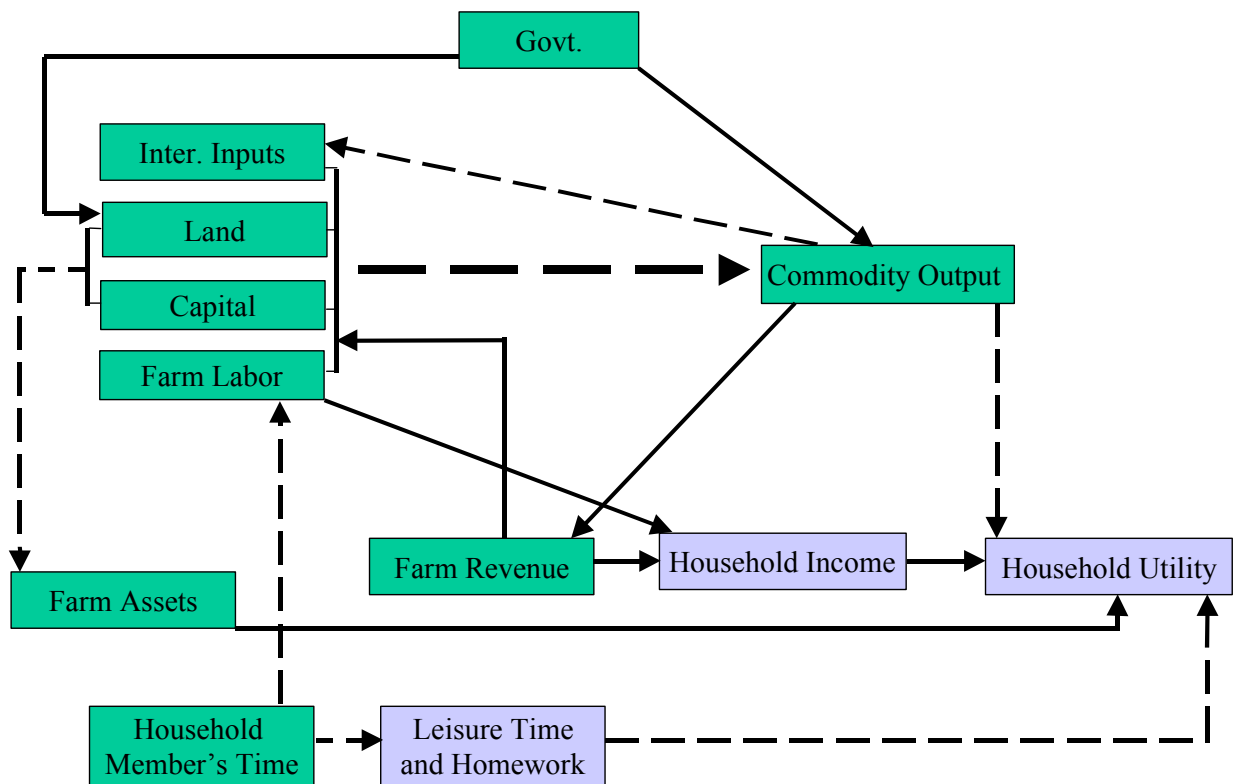 Govt.
Inter. Inputs
Land
Commodity Output
Capital
Farm Labor
Farm Revenue
Household Income
Household Utility
Farm Assets
Household
Member’s Time
Leisure Time
and Homework